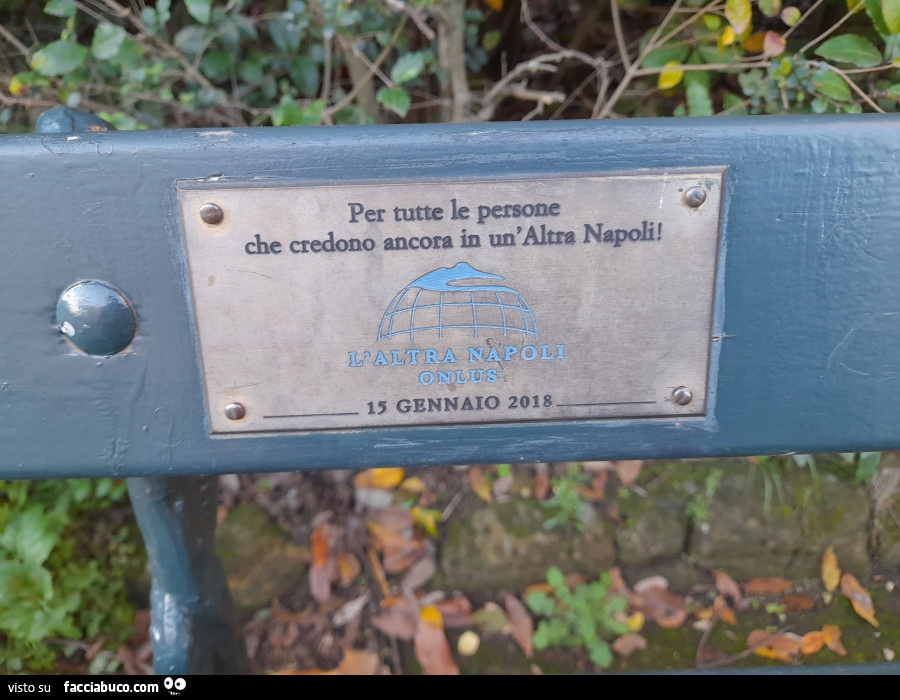 Per tutte le persone
che credono ancora in un'Altra Napoli!
L'ALTRA NAPOLI
ONLUS
15 GENNAIO 2018
visto su facciabuco.com